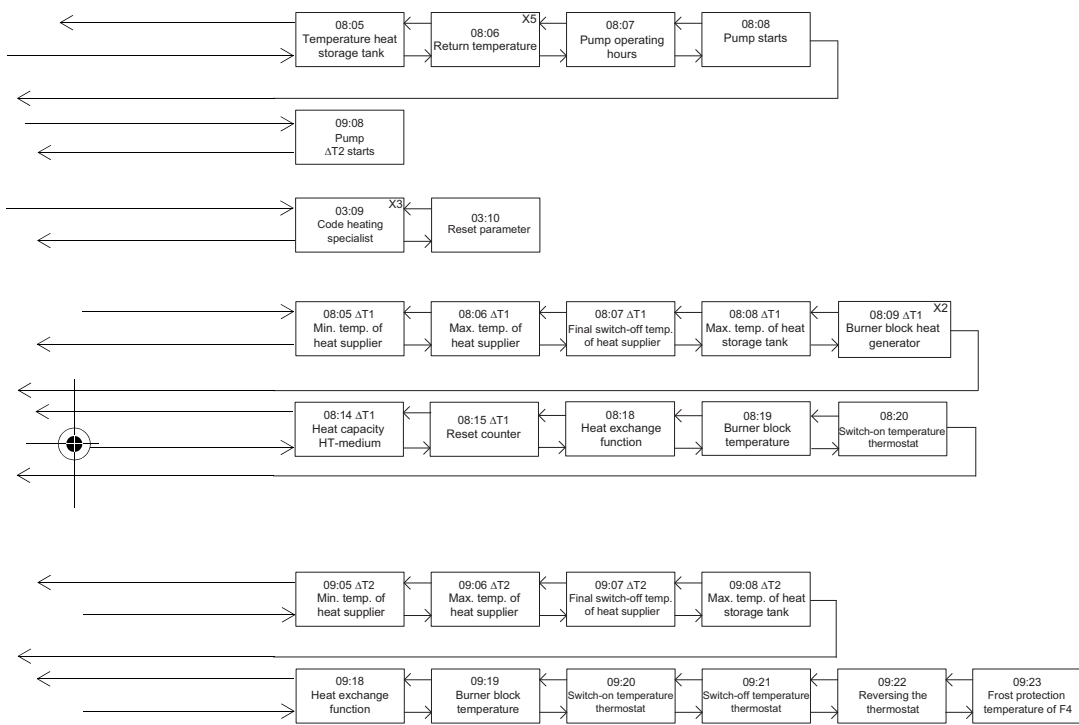 08:05
Temperature heat
storage tank
X5
08:06
Return temperature
08:07
Pump operating
hours
08:08
Pump starts
09:08
Pump
ΔT2 starts
X3
03:09
Code heating
specialist
03:10
Reset parameter
08:05 ΔT1
Min. temp. of
heat supplier
08:06 ΔT1
Max. temp. of
heat supplier
08:07 ΔT1
Final switch-off temp.
of heat supplier
08:08 ΔT1
Max. temp. of heat
storage tank
X2
08:09 ΔT1
Burner block heat
generator
08:14 ΔT1
Heat capacity
HT-medium
08:15 ΔT1
Reset counter
08:18
Heat exchange
function
08:19
Burner block
temperature
08:20
Switch-on temperature
thermostat
09:05 ΔT2
Min. temp. of
heat supplier
09:06 ΔT2
Max. temp. of
heat supplier
09:07 ΔT2
Final switch-off temp.
of heat supplier
09:08 ΔT2
Max. temp. of heat
storage tank
09:18
Heat exchange
function
09:19
Burner block
temperature
09:20
Switch-on temperature
thermostat
09:21
Switch-off temperature
thermostat
09:22
Reversing the
thermostat
09:23
Frost protection
temperature of F4